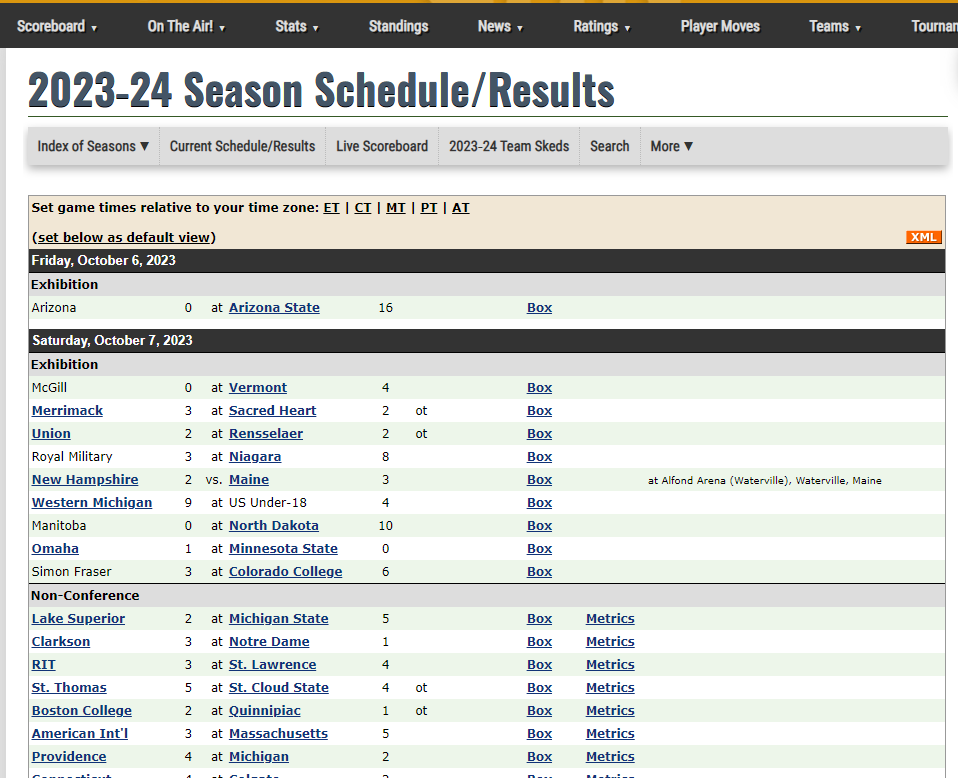 Scoreboard ▾ On The Air! ▾ Stats ▾ Standings News ▾ Ratings ▾ Player Moves Teams ▾ Tournam
2023-24 Season Schedule/Results
Index of Seasons ▼ Current Schedule/Results Live Scoreboard 2023-24 Team Skeds Search More ▼
Set game times relative to your time zone: ET | CT | MT | PT | AT
(set below as default view) XML
Friday, October 6, 2023
Exhibition
Arizona 0 at Arizona State 16 Box
Saturday, October 7, 2023
Exhibition
McGill 0 at Vermont 4 Box
Merrimack 3 at Sacred Heart 2 ot Box
Union 2 at Rensselaer 2 ot Box
Royal Military 3 at Niagara 8 Box
New Hampshire 2 vs. Maine 3 Box at Alfond Arena (Waterville), Waterville, Maine
Western Michigan 9 at US Under-18 4 Box
Manitoba 0 at North Dakota 10 Box
Omaha 1 at Minnesota State 0 Box
Simon Fraser 3 at Colorado College 6 Box
Non-Conference
Lake Superior 2 at Michigan State 5 Box Metrics
Clarkson 3 at Notre Dame 1 Box Metrics
RIT 3 at St. Lawrence 4 Box Metrics
St. Thomas 5 at St. Cloud State 4 ot Box Metrics
Boston College 2 at Quinnipiac 1 ot Box Metrics
American Int'l 3 at Massachusetts 5 Box Metrics
Providence 4 at Michigan 2 Box Metrics
Connecticut 4 at Colgate Box Metrics